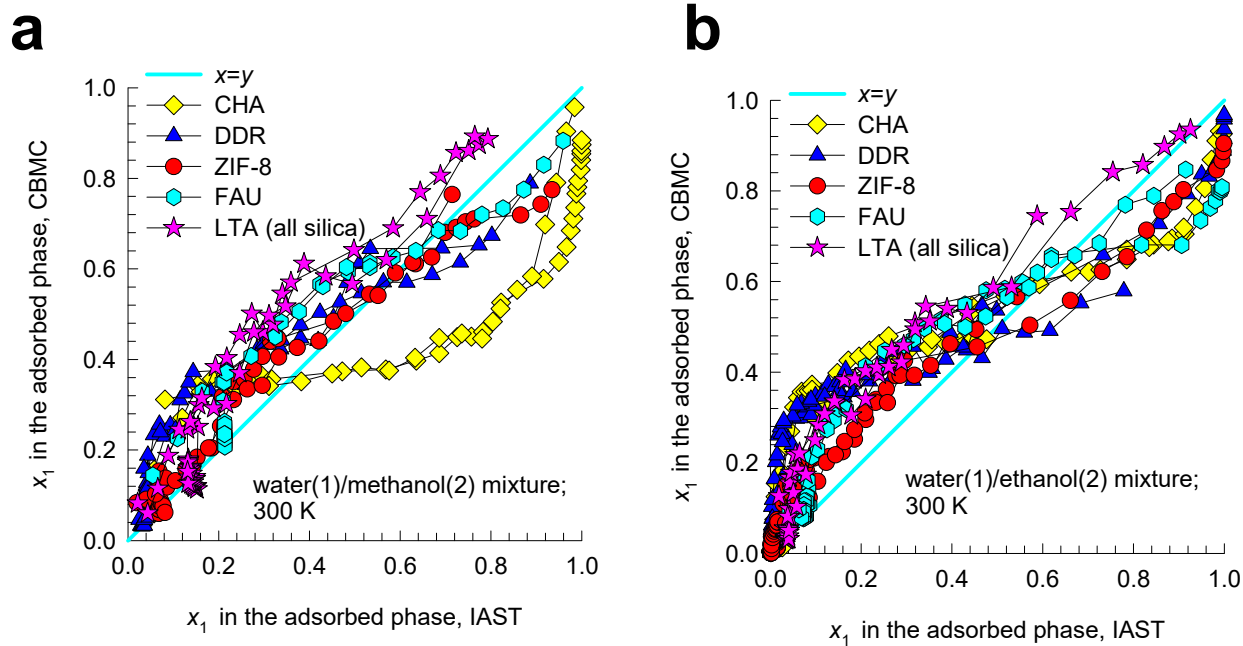 a
x=y
CHA
DDR
ZIF-8
FAU
LTA (all silica)
1.0
0.8
0.6
0.4
0.2
0.0
x1 in the adsorbed phase, CBMC
water(1)/methanol(2) mixture;
300 K
0.0 0.2 0.4 0.6 0.8 1.0
x1 in the adsorbed phase, IAST
b
x=y
CHA
DDR
ZIF-8
FAU
LTA (all silica)
1.0
0.8
0.6
0.4
0.2
0.0
x1 in the adsorbed phase, CBMC
water(1)/ethanol(2) mixture;
300 K
0.0 0.2 0.4 0.6 0.8 1.0
x1 in the adsorbed phase, IAST